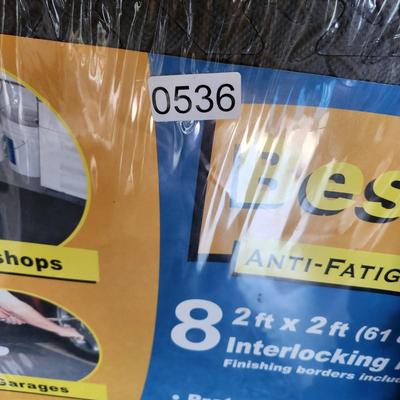 0536
Bes
ANTI-FATIG
shops
8 2 ft x 2 ft (61
Interlocking
Finishing borders inclu
Garages